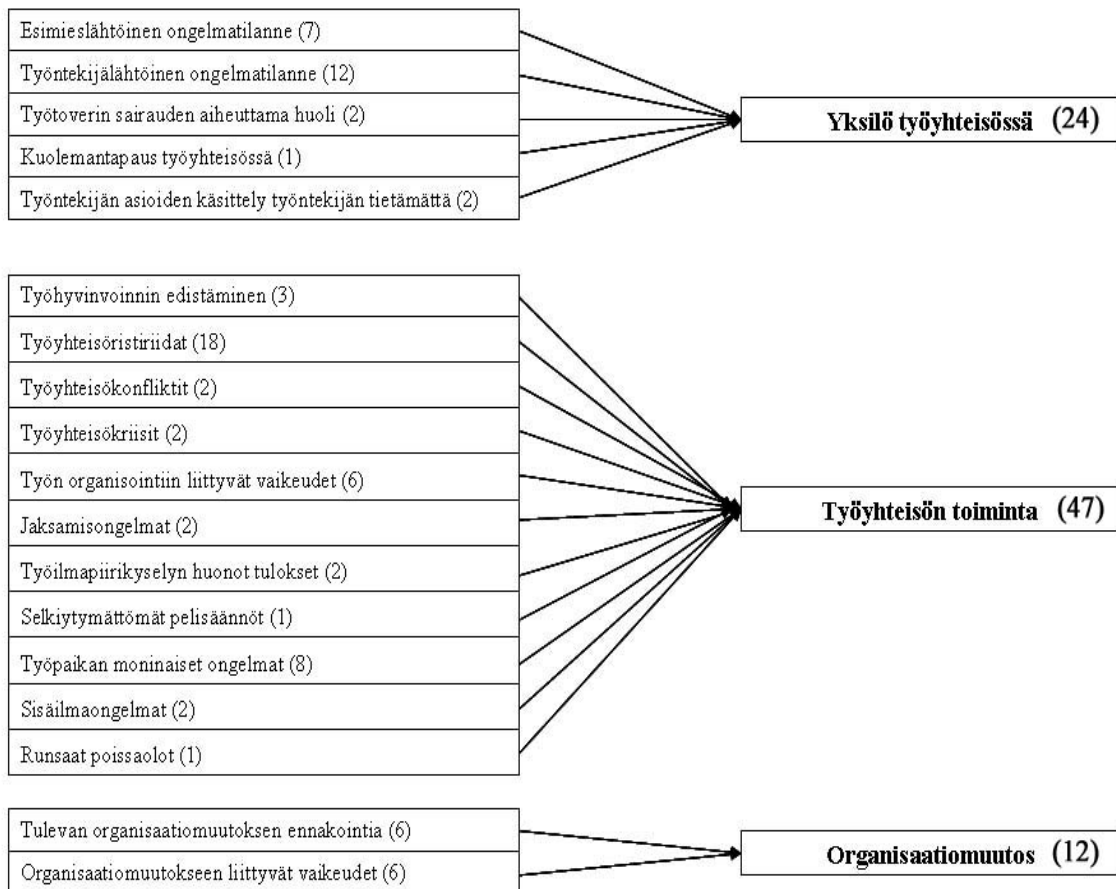 Esimieslähtöinen ongelmatilanne (7)
Työntekijälähtöinen ongelmatilanne (12)
Työtoverin sairauden aiheuttama huoli (2)
Kuolemantapaus työyhteisössä (1)
Työntekijän asioiden käsittely työntekijän tietämättä (2)
Yksilö työyhteisössä (24)
Työhyvinvoinnin edistäminen (3)
Työyhteisöristiriidat (18)
Työyhteisökonfliktit (2)
Työyhteisökriisit (2)
Työn organisointiin liittyvät vaikeudet (6)
Jaksamisongelmat (2)
Työilmapiirikyselyn huonot tulokset (2)
Selkiytymättömät pelisäännöt (1)
Työpaikan moninaiset ongelmat (8)
Sisäilmaongelmat (2)
Runsaat poissaolot (1)
Työyhteisön toiminta (47)
Tulevan organisaatiomuutoksen ennakointia (6)
Organisaatiomuutokseen liittyvät vaikeudet (6)
Organisaatiomuutos (12)